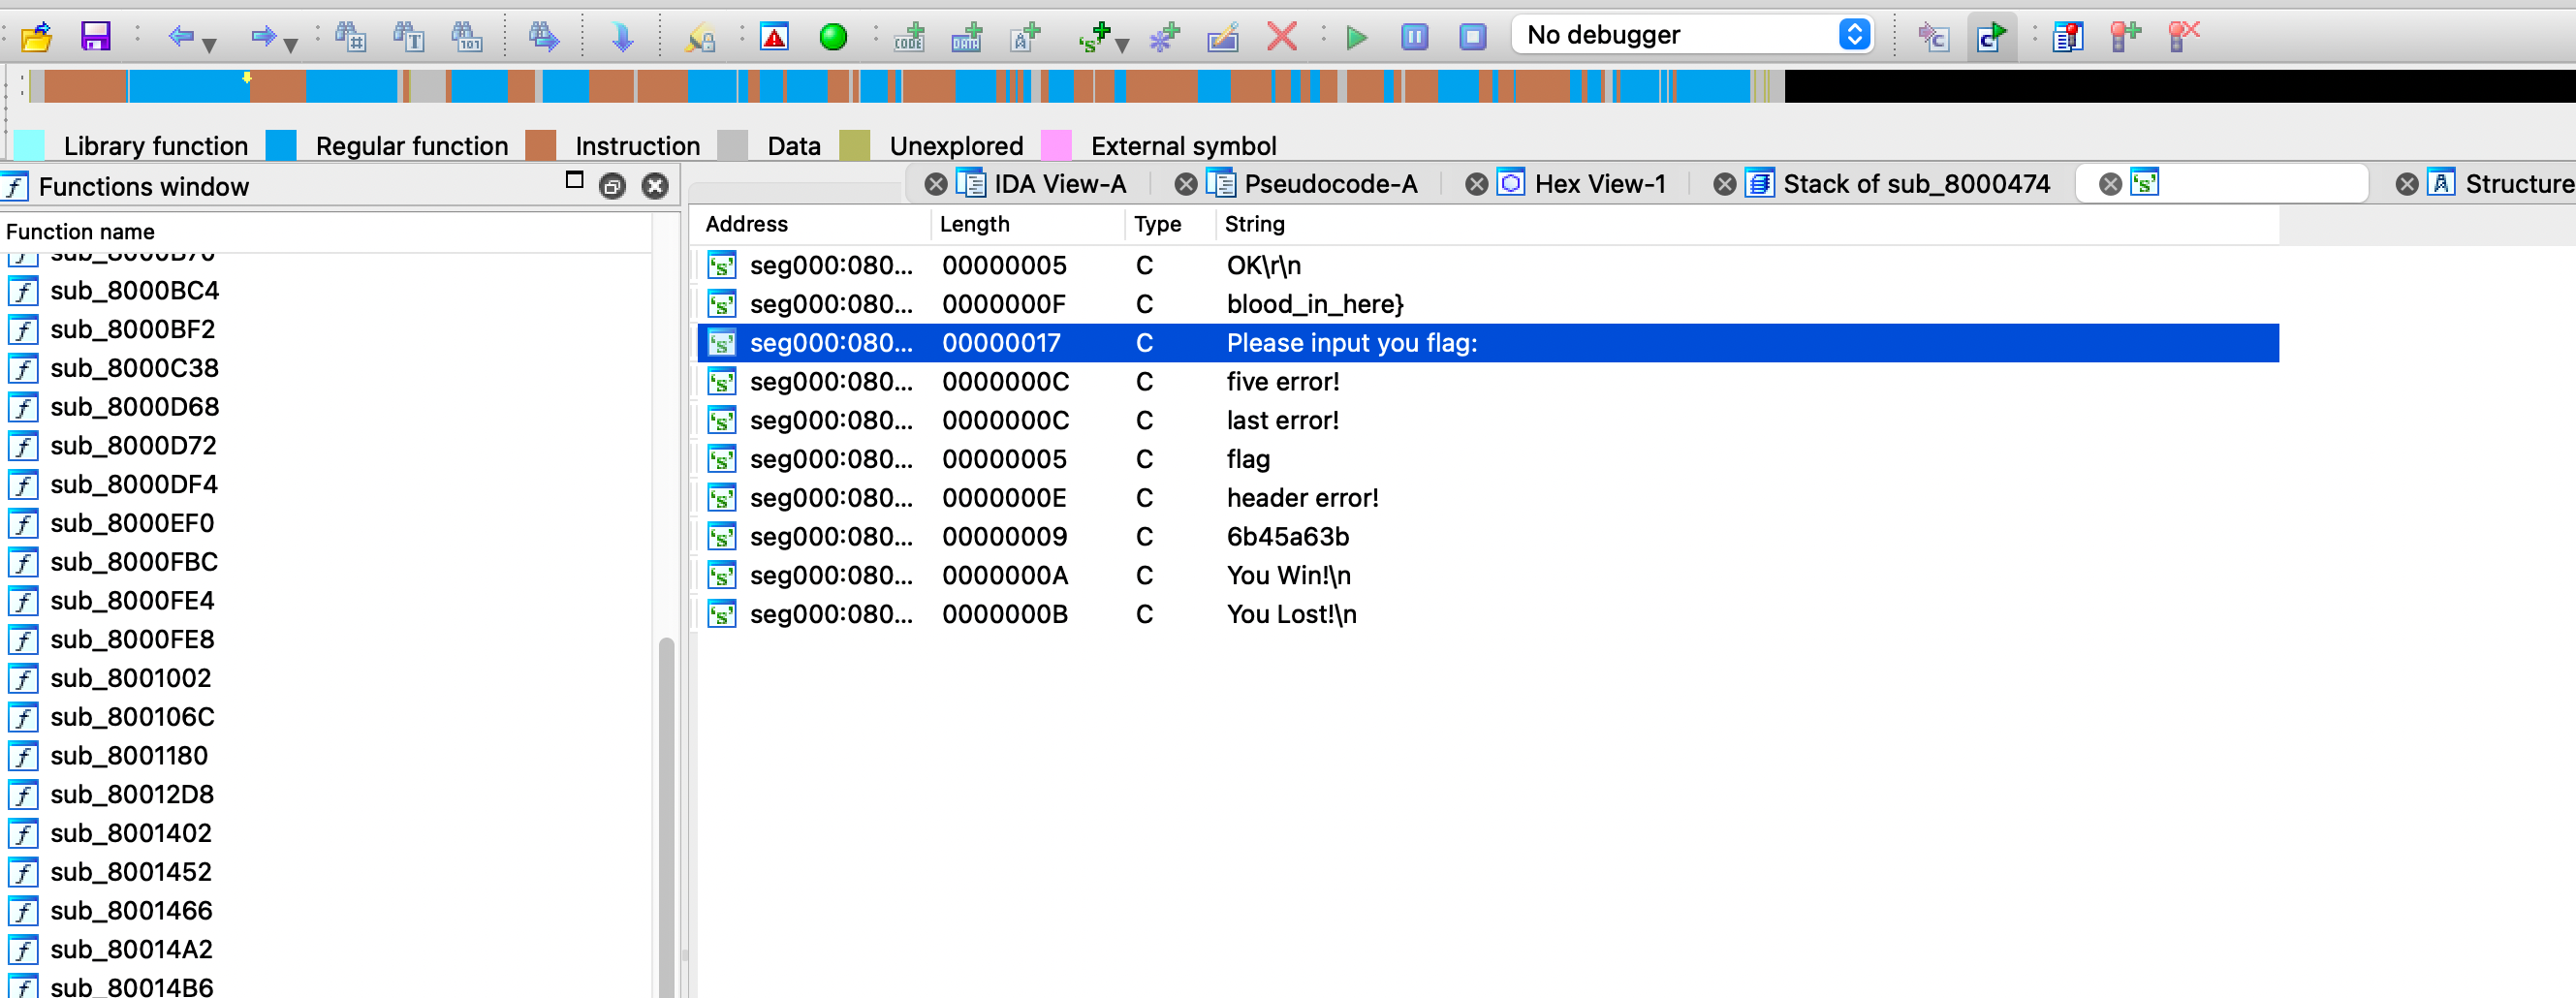 No debugger
Library function Regular function Instruction Data Unexplored External symbol
Functions window
IDA View-A Pseudocode-A Hex View-1 Stack of sub_8000474 Structure
Function name
sub_8000B70
sub_8000BC4
sub_8000BF2
sub_8000C38
sub_8000D68
sub_8000D72
sub_8000DF4
sub_8000EF0
sub_8000FBC
sub_8000FE4
sub_8000FE8
sub_8001002
sub_800106C
sub_8001180
sub_80012D8
sub_8001402
sub_8001452
sub_8001466
sub_80014A2
sub_80014B6
Address Length Type String
seg000:080... 00000005 C OK\r\n
seg000:080... 0000000F C blood_in_here}
seg000:080... 00000017 C Please input you flag:
seg000:080... 0000000C C five error!
seg000:080... 0000000C C last error!
seg000:080... 00000005 C flag
seg000:080... 0000000E C header error!
seg000:080... 00000009 C 6b45a63b
seg000:080... 0000000A C You Win!\n
seg000:080... 0000000B C You Lost!\n